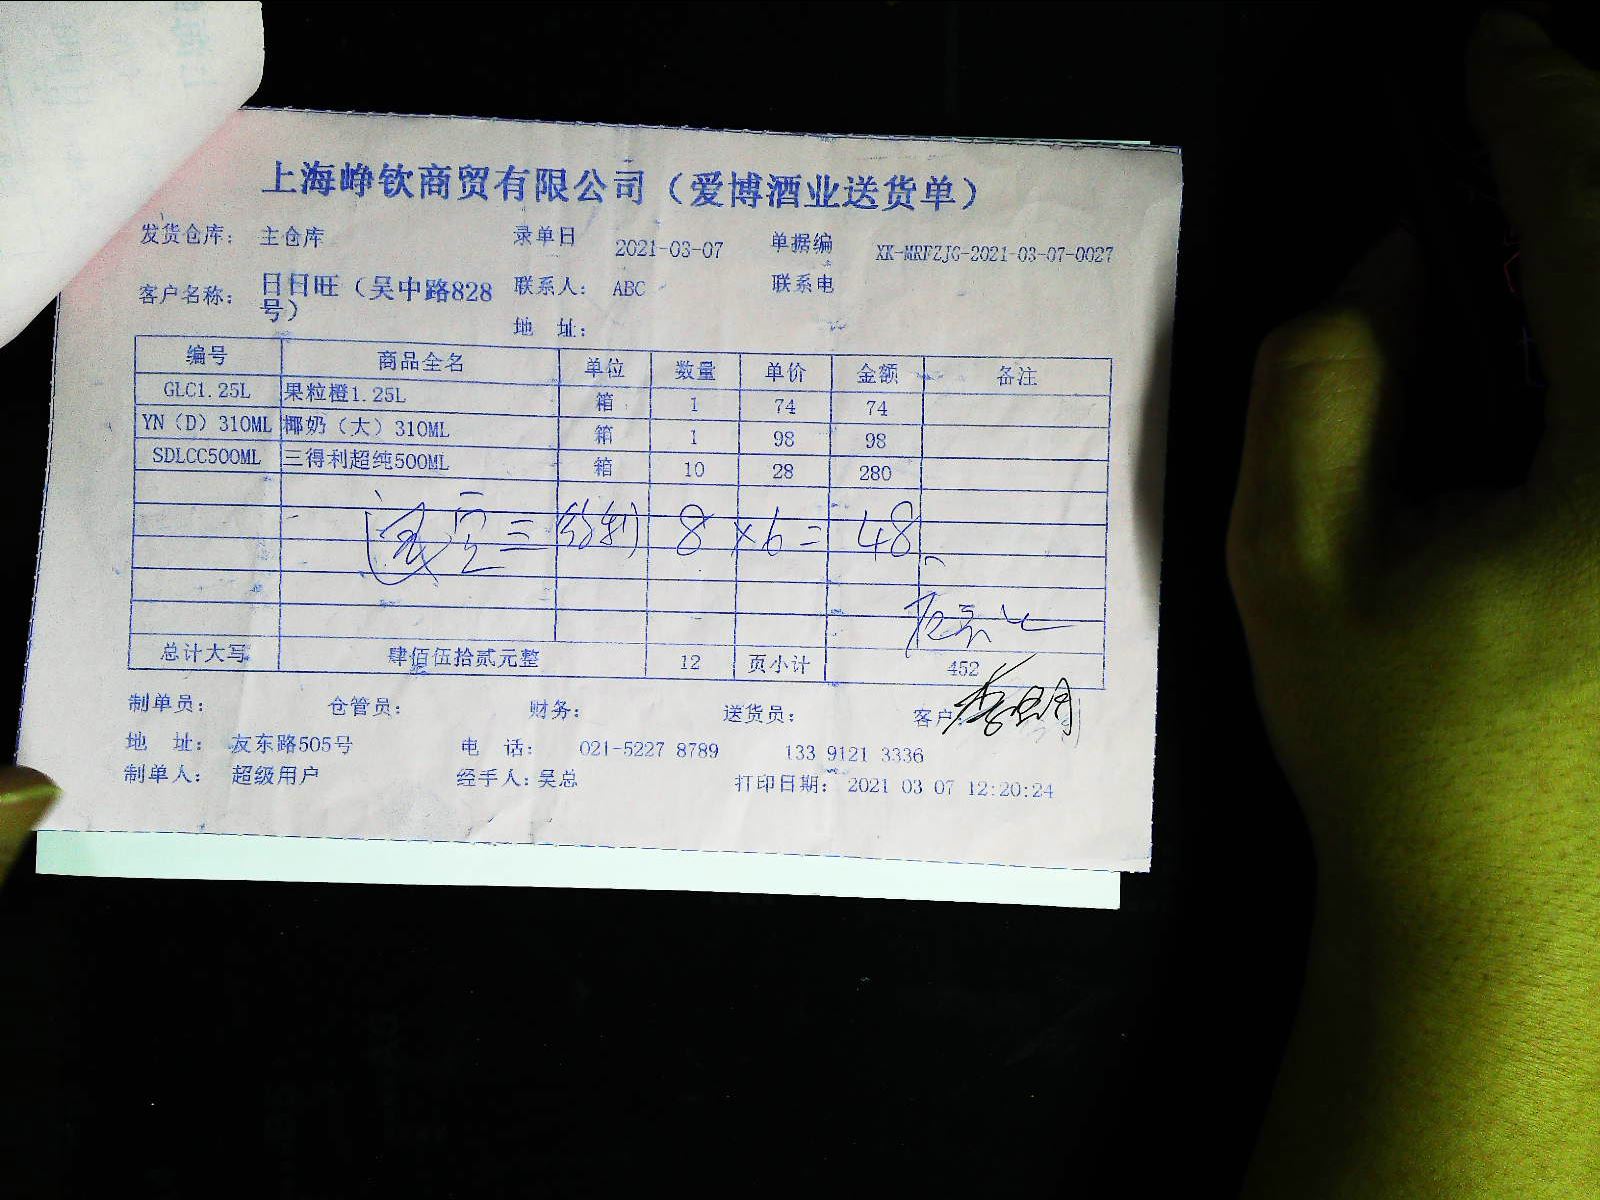 上海峥钦商贸有限公司（爱博酒业送货单）
发货仓库： 主仓库 录单日 2021-03-07 单据编 XK-MRFZJG-2021-03-07-0027
客户名称： 日日旺（吴中路828号） 联系人： ABC 联系电
地 址：
编号 商品全名 单位 数量 单价 金额 备注
GLC1.25L 果粒橙1.25L 箱 1 74 74
YN（D）310ML 椰奶（大）310ML 箱 1 98 98
SDLCC500ML 三得利超纯500ML 箱 10 28 280
退空三得利 8×6=48
总计大写 肆佰伍拾贰元整 12 页小计 452
制单员： 仓管员： 财务： 送货员： 客户：
地 址： 友东路505号 电 话： 021-5227 8789 133 9121 3336
制单人： 超级用户 经手人：吴总 打印日期： 2021 03 07 12:20:24